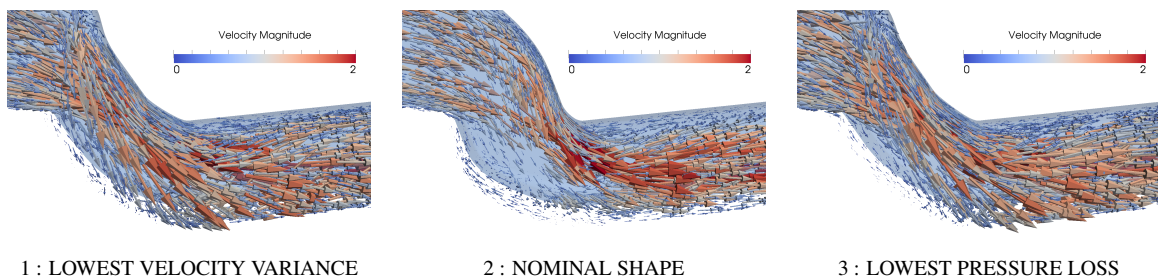 Velocity Magnitude
0 2
Velocity Magnitude
0 2
Velocity Magnitude
0 2
1 : LOWEST VELOCITY VARIANCE
2 : NOMINAL SHAPE
3 : LOWEST PRESSURE LOSS